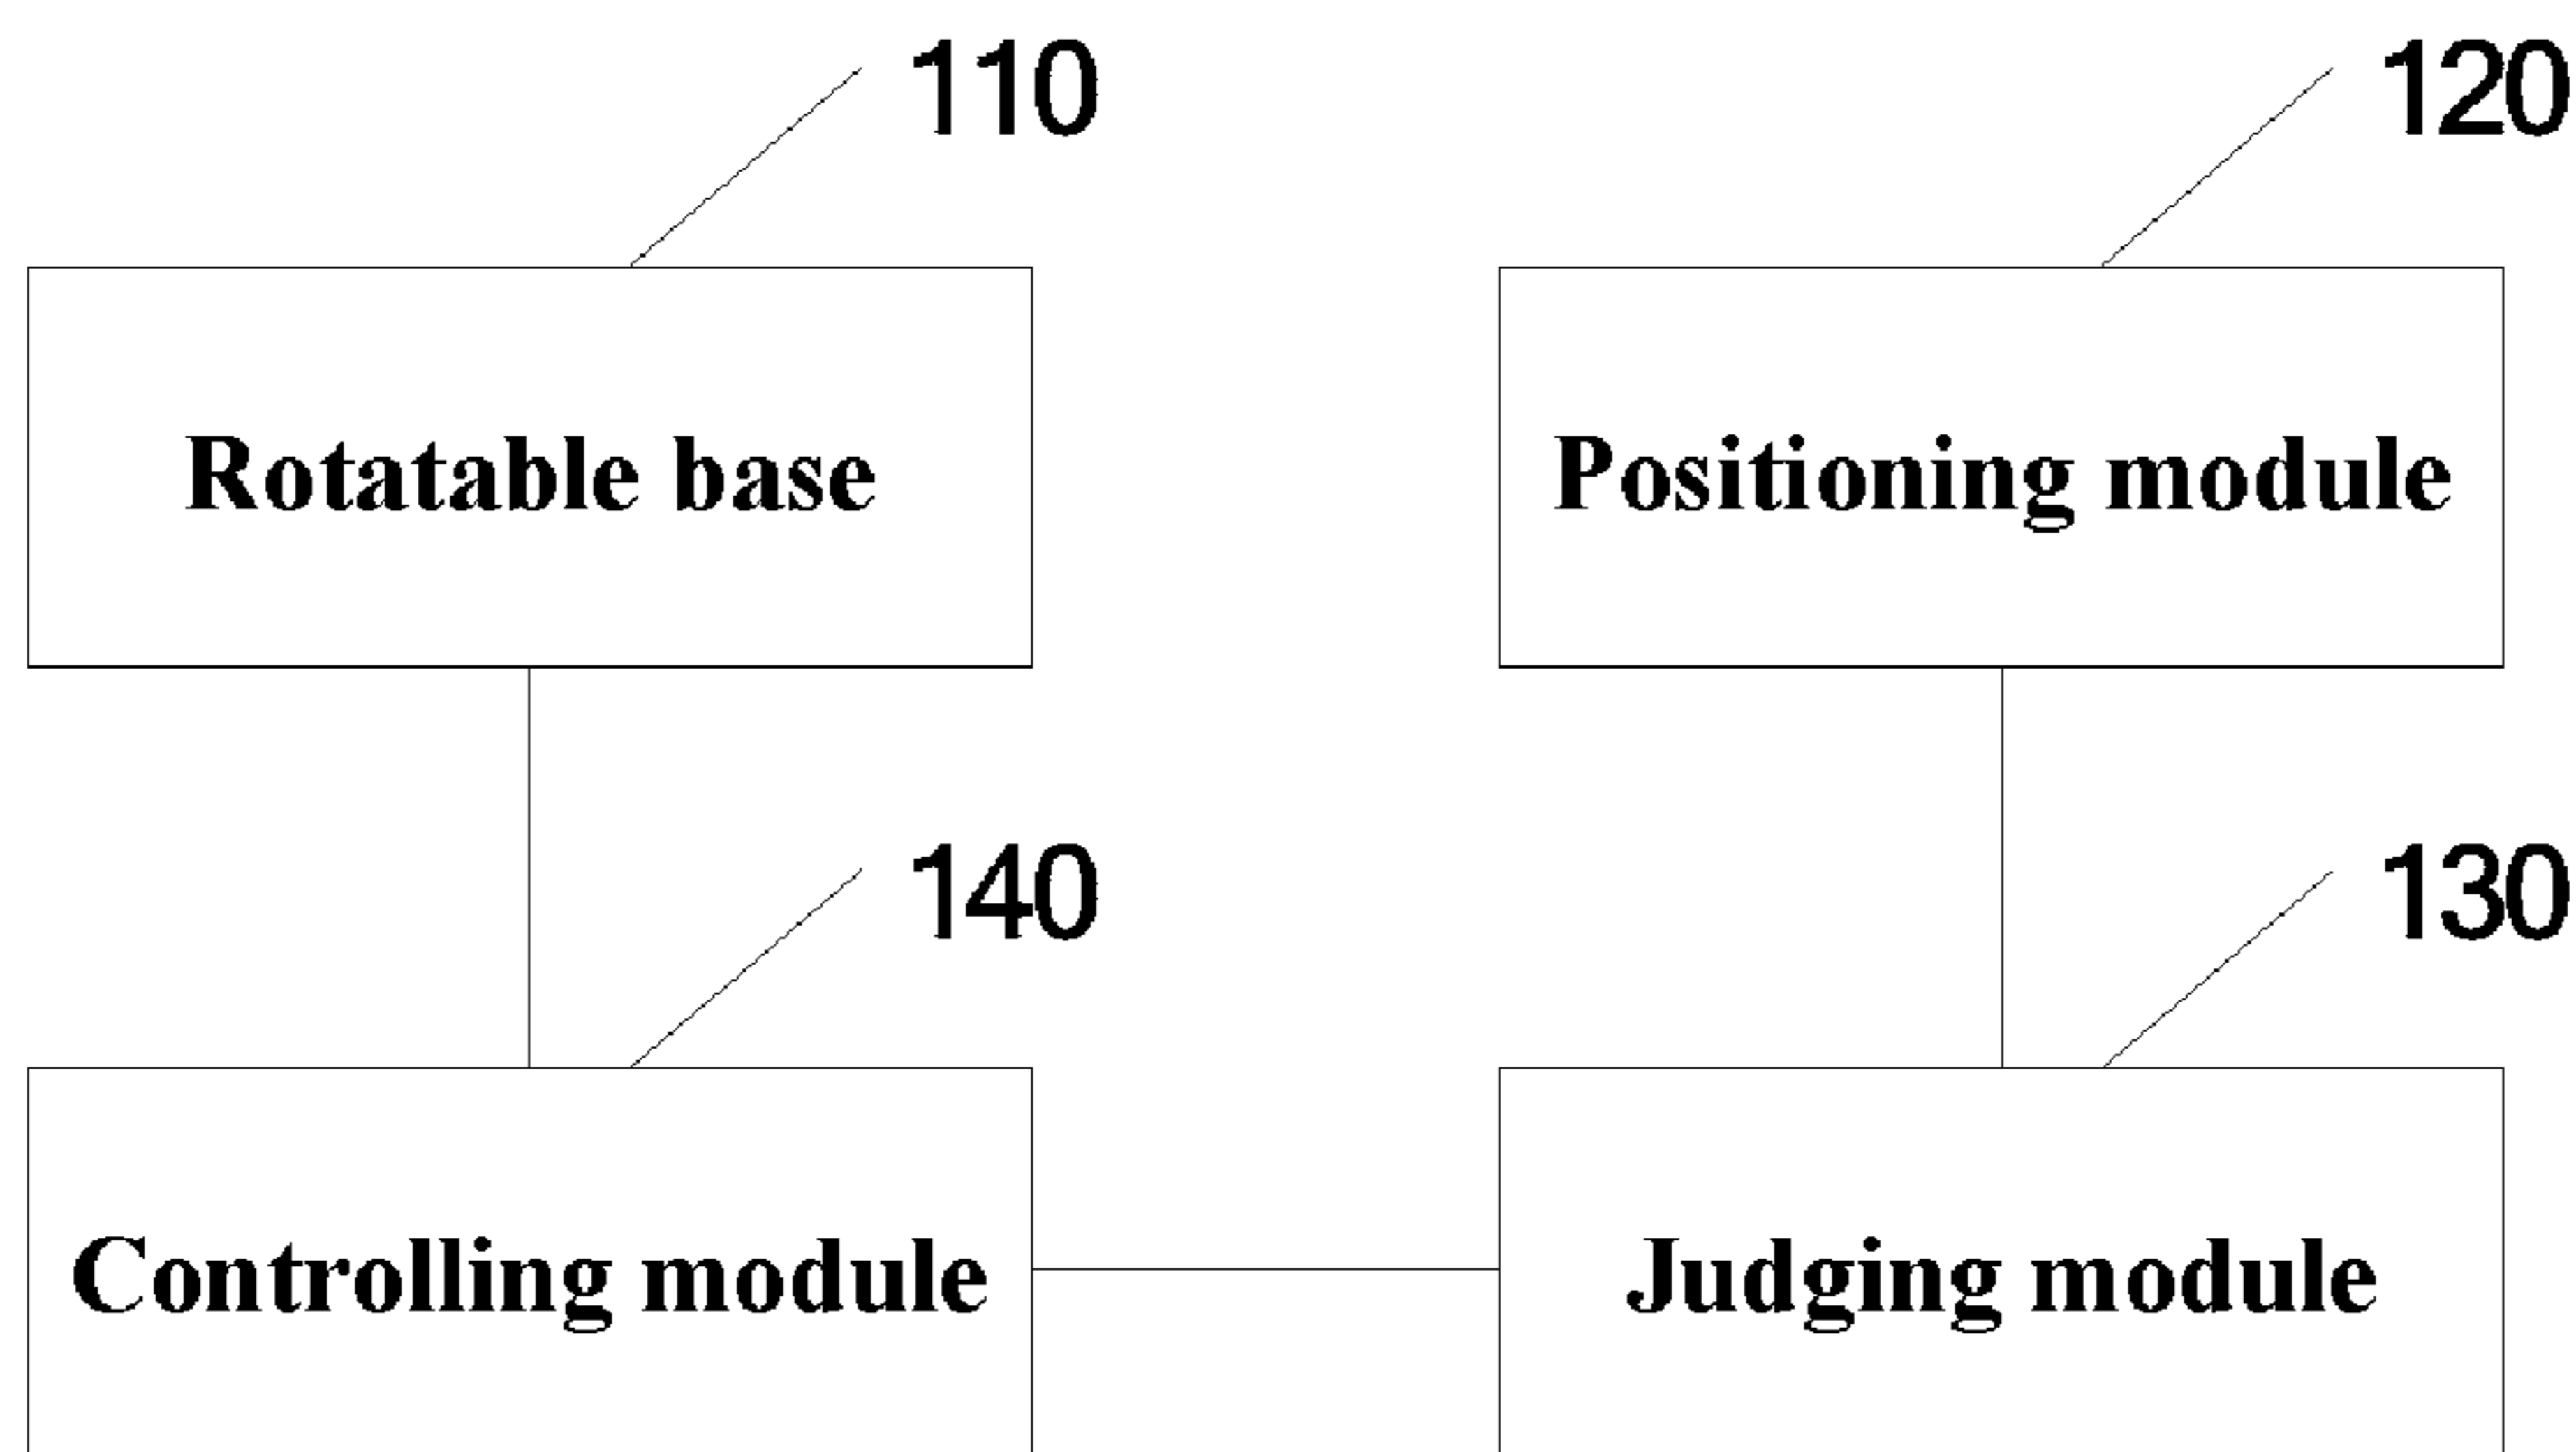 110
120
Rotatable base
Positioning module
140
130
Controlling module
Judging module